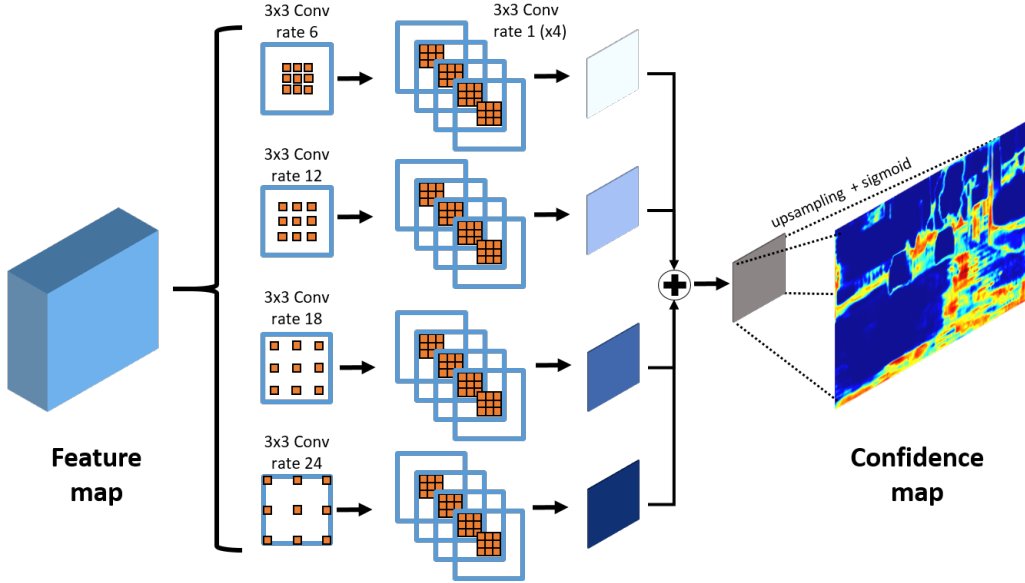 3x3 Conv
rate 6
3x3 Conv
rate 1 (x4)
3x3 Conv
rate 12
upsampling + sigmoid
3x3 Conv
rate 18
3x3 Conv
rate 24
Feature
map
Confidence
map